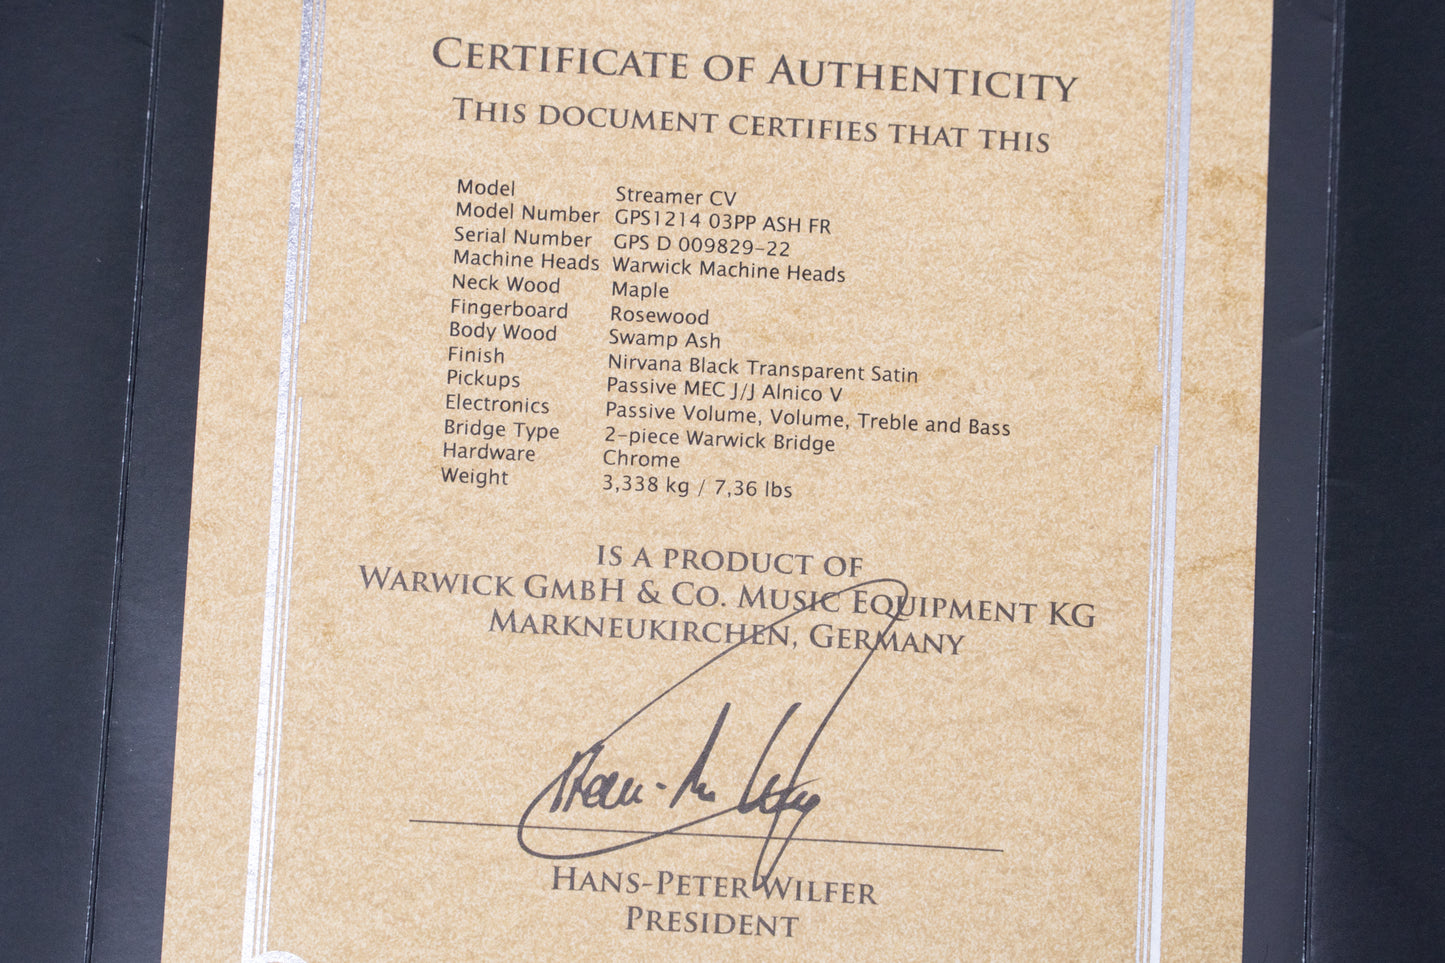 CERTIFICATE OF AUTHENTICITY
THIS DOCUMENT CERTIFIES THAT THIS
Model Streamer CV
Model Number GPS1214 03PP ASH FR
Serial Number GPS D 009829-22
Machine Heads Warwick Machine Heads
Neck Wood Maple
Fingerboard Rosewood
Body Wood Swamp Ash
Finish Nirvana Black Transparent Satin
Pickups Passive MEC J/J Alnico V
Electronics Passive Volume, Volume, Treble and Bass
Bridge Type 2-piece Warwick Bridge
Hardware Chrome
Weight 3,338 kg / 7,36 lbs
IS A PRODUCT OF
WARWICK GMBH & CO. MUSIC EQUIPMENT KG
MARKNEUKIRCHEN, GERMANY
HANS-PETER WILFER
PRESIDENT